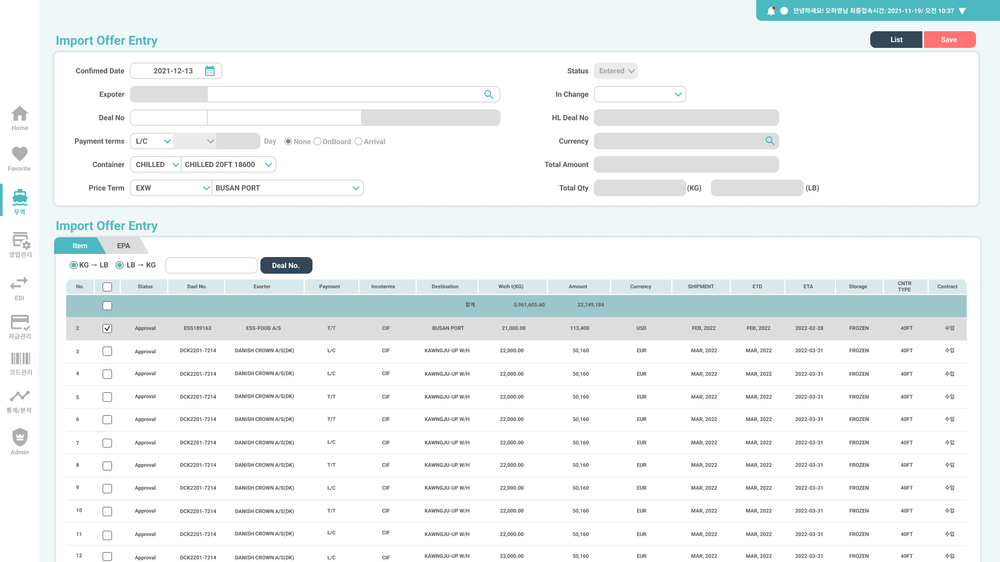 안녕하세요! 오하영님 최종접속시간: 2021-11-19/ 오전 10:37
Import Offer Entry
List
Save
Confimed Date 2021-12-13
Status Entered
Expoter
In Change
Deal No
HL Deal No
Payment terms L/C Day None OnBoard Arrival
Currency
Container CHILLED CHILLED 20FT 18600
Total Amount
Price Term EXW BUSAN PORT
Total Qty (KG) (LB)
Home
Favorite
무역
영업관리
EDI
자금관리
코드관리
통계/분석
Admin
Import Offer Entry
Item EPA
KG → LB LB → KG Deal No.
No. Status Dael No. Exorter Payment Incoterms Destination Weih t(KG) Amount Currency SHIPMENT ETD ETA Storage CNTR TYPE Contract
합계 5,961,605.60 22,749,184
2 Approval ESS189163 ESS-FOOD A/S T/T CIF BUSAN PORT 21,000.00 113,400 USD FEB, 2022 FEB, 2022 2022-02-28 FROZEN 40FT 수입
3 Approval DCK2201-7214 DANISH CROWN A/S(DK) L/C CIF KAWNGJU-UP W/H 22,000.00 50,160 EUR MAR, 2022 MAR, 2022 2022-03-31 FROZEN 40FT 수입
4 Approval DCK2201-7214 DANISH CROWN A/S(DK) L/C CIF KAWNGJU-UP W/H 22,000.00 50,160 EUR MAR, 2022 MAR, 2022 2022-03-31 FROZEN 40FT 수입
5 Approval DCK2201-7214 DANISH CROWN A/S(DK) T/T CIF KAWNGJU-UP W/H 22,000.00 50,160 EUR MAR, 2022 MAR, 2022 2022-03-31 FROZEN 40FT 수입
6 Approval DCK2201-7214 DANISH CROWN A/S(DK) T/T CIF KAWNGJU-UP W/H 22,000.00 50,160 EUR MAR, 2022 MAR, 2022 2022-03-31 FROZEN 40FT 수입
7 Approval DCK2201-7214 DANISH CROWN A/S(DK) L/C CIF KAWNGJU-UP W/H 22,000.00 50,160 EUR MAR, 2022 MAR, 2022 2022-03-31 FROZEN 40FT 수입
8 Approval DCK2201-7214 DANISH CROWN A/S(DK) T/T CIF KAWNGJU-UP W/H 22,000.00 50,160 EUR MAR, 2022 MAR, 2022 2022-03-31 FROZEN 40FT 수입
9 Approval DCK2201-7214 DANISH CROWN A/S(DK) L/C CIF KAWNGJU-UP W/H 22,000.00 50,160 EUR MAR, 2022 MAR, 2022 2022-03-31 FROZEN 40FT 수입
10 Approval DCK2201-7214 DANISH CROWN A/S(DK) T/T CIF KAWNGJU-UP W/H 22,000.00 50,160 EUR MAR, 2022 MAR, 2022 2022-03-31 FROZEN 40FT 수입
11 Approval DCK2201-7214 DANISH CROWN A/S(DK) L/C CIF KAWNGJU-UP W/H 22,000.00 50,160 EUR MAR, 2022 MAR, 2022 2022-03-31 FROZEN 40FT 수입
12 Approval DCK2201-7214 DANISH CROWN A/S(DK) L/C CIF KAWNGJU-UP W/H 22,000.00 50,160 EUR MAR, 2022 MAR, 2022 2022-03-31 FROZEN 40FT 수입